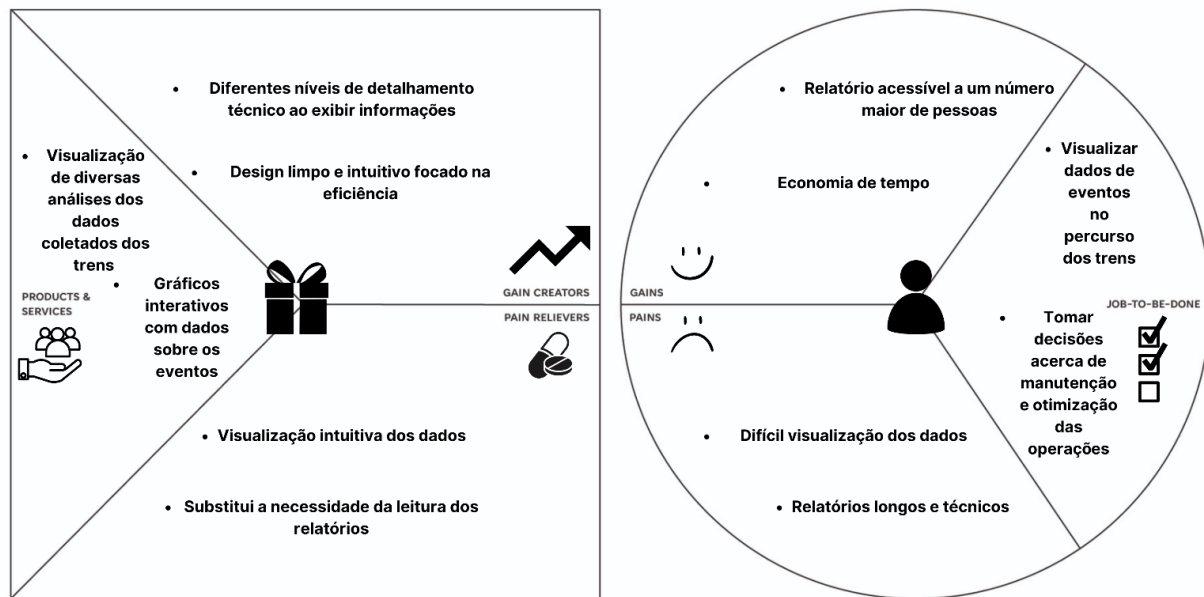 • Diferentes níveis de detalhamento
técnico ao exibir informações
• Design limpo e intuitivo focado na
eficiência
GAIN CREATORS
• Visualização
de diversas
análises dos
dados
coletados dos
trens
• Gráficos
interativos
com dados
sobre os
eventos
PRODUCTS &
SERVICES
PAIN RELIEVERS
• Visualização intuitiva dos dados
• Substitui a necessidade da leitura dos
relatórios
• Relatório acessível a um número
maior de pessoas
• Economia de tempo
GAINS
PAINS
• Difícil visualização dos dados
• Relatórios longos e técnicos
• Visualizar
dados de
eventos
no
percurso
dos trens
JOB-TO-BE-DONE
• Tomar
decisões
acerca de
manutenção
e otimização
das
operações